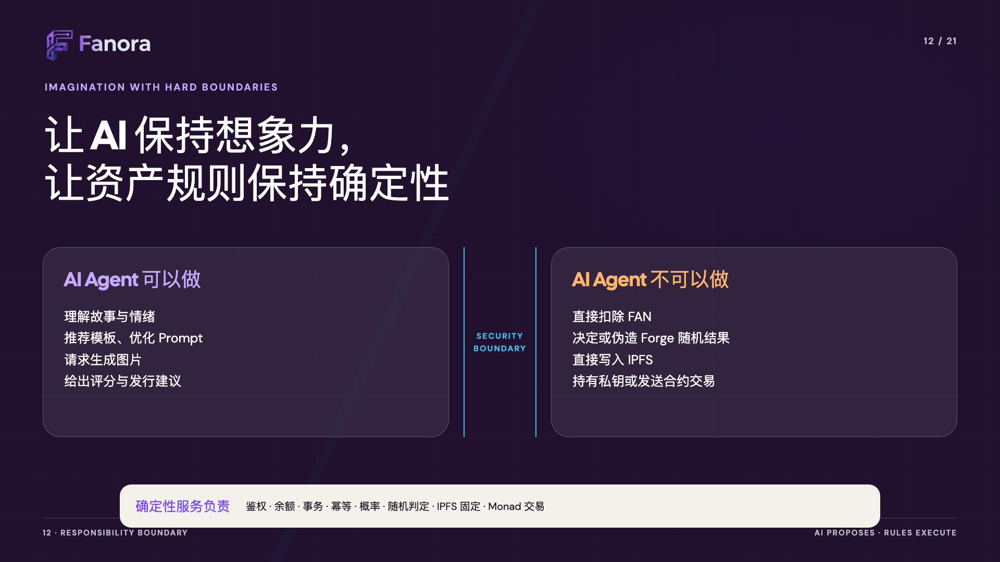 Fanora
12 / 21
IMAGINATION WITH HARD BOUNDARIES
让 AI 保持想象力，
让资产规则保持确定性
AI Agent 可以做
理解故事与情绪
推荐模板、优化 Prompt
请求生成图片
给出评分与发行建议
SECURITY
BOUNDARY
AI Agent 不可以做
直接扣除 FAN
决定或伪造 Forge 随机结果
直接写入 IPFS
持有私钥或发送合约交易
确定性服务负责
鉴权 · 余额 · 事务 · 幂等 · 概率 · 随机判定 · IPFS 固定 · Monad 交易
12 · RESPONSIBILITY BOUNDARY
AI PROPOSES · RULES EXECUTE